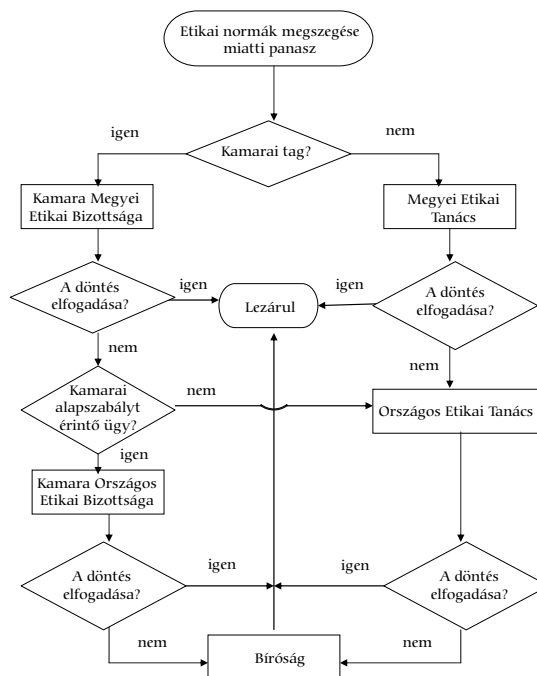 Etikai normák megszegése
miatti panasz
igen
nem
Kamarai tag?
Kamara Megyei
Etikai Bizottsága
Megyei Etikai
Tanács
A döntés
elfogadása?
igen
Lezárul
igen
A döntés
elfogadása?
nem
nem
Kamarai
alapszabályt
érintő ügy?
nem
Országos Etikai Tanács
igen
Kamara Országos
Etikai Bizottsága
A döntés
elfogadása?
igen
igen
A döntés
elfogadása?
nem
Bíróság
nem